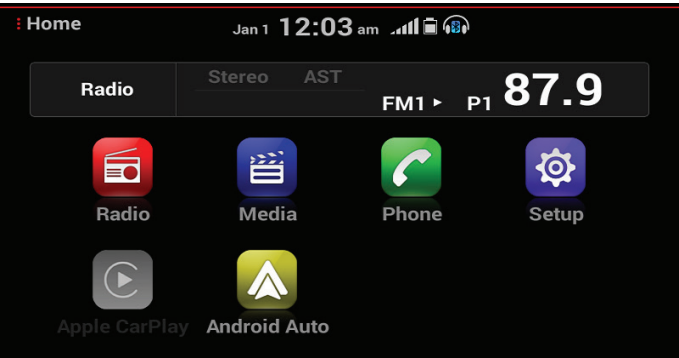 Home
Jan 1 12:03 am
Radio Stereo AST FM1 P1 87.9
Radio Media Phone Setup
Apple CarPlay Android Auto